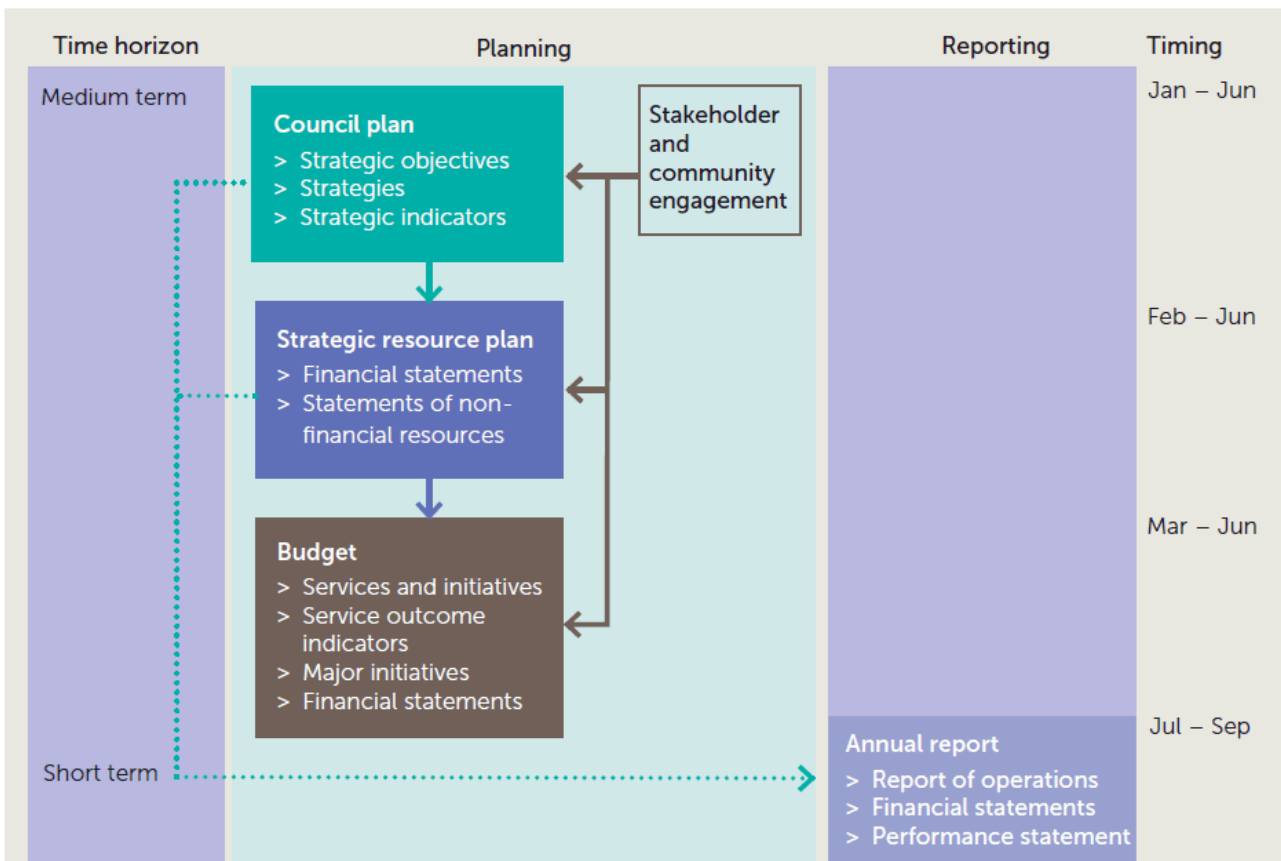 Time horizon
Planning
Reporting
Timing
Medium term
Council plan
> Strategic objectives
> Strategies
> Strategic indicators
Stakeholder
and
community
engagement
Jan – Jun
Strategic resource plan
> Financial statements
> Statements of non-
financial resources
Feb – Jun
Budget
> Services and initiatives
> Service outcome
indicators
> Major initiatives
> Financial statements
Mar – Jun
Short term
Annual report
> Report of operations
> Financial statements
> Performance statement
Jul – Sep